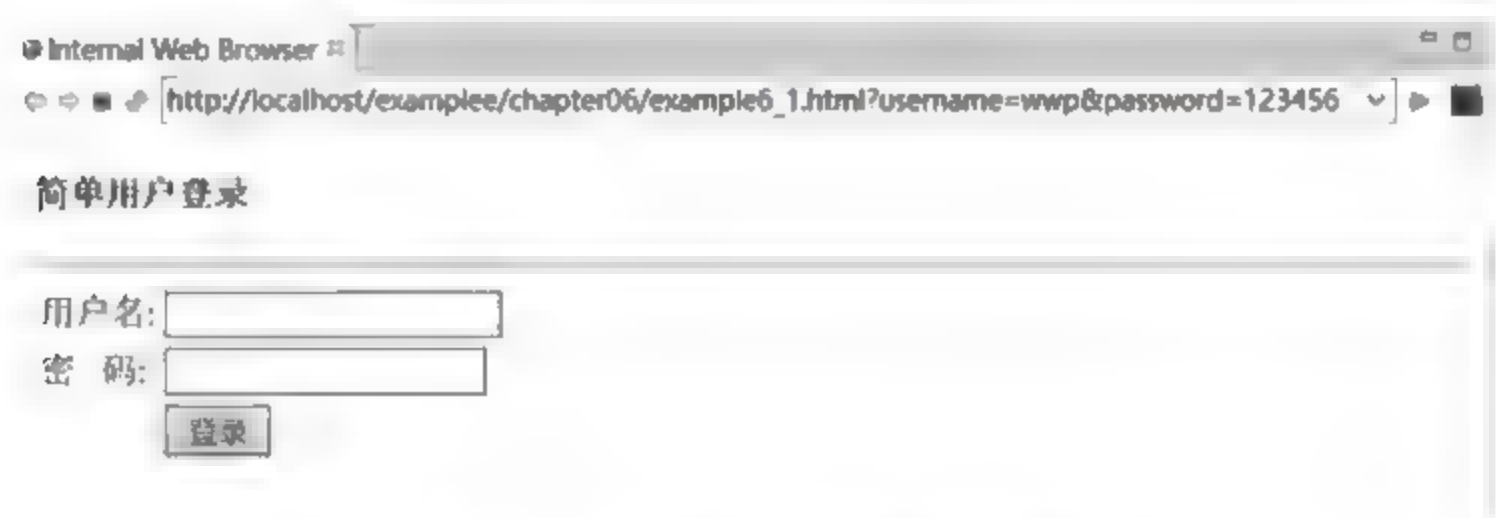 Internal Web Browser
http://localhost/examplee/chapter06/example6_1.html?username=wwp&password=123456
简单用户登录
用户名:
密 码:
登录